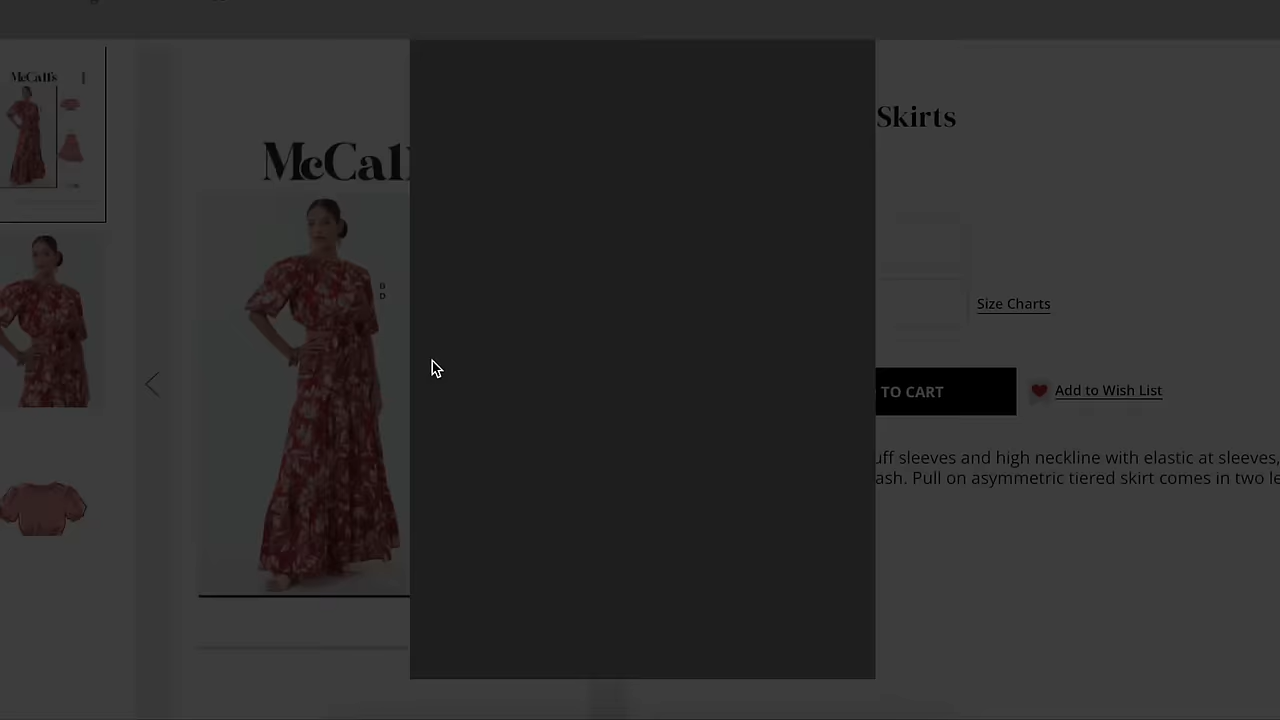 McCall's
McCal
B
D
Skirts
Size Charts
TO CART
Add to Wish List
uff sleeves and high neckline with elastic at sleeves,
ash. Pull on asymmetric tiered skirt comes in two le